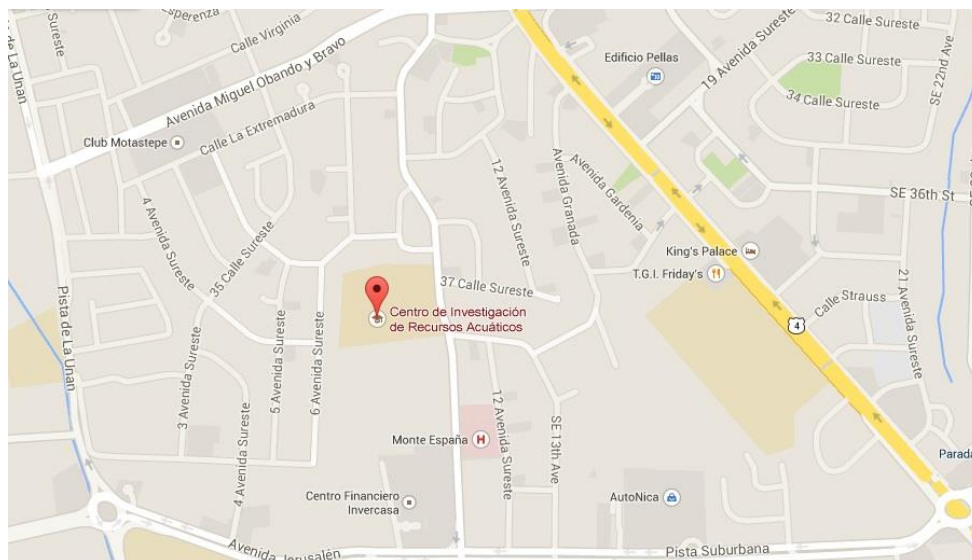 Esperanza
Sureste
Calle Virginia
Avenida Miguel Obando y Bravo
Calle La Extremadura
Club Motastepe
Pista de La Unan
de La Unan
4 Avenida Sureste
35 Calle Sureste
3 Avenida Sureste
5 Avenida Sureste
6 Avenida Sureste
4 Avenida Sureste
Edificio Pellas
19 Avenida Sureste
32 Calle Sureste
33 Calle Sureste
34 Calle Sureste
SE 22nd Ave
SE 36th St
12 Avenida Sureste
Avenida Granada
Avenida Gardenia
King's Palace
T.G.I. Friday's
37 Calle Sureste
Centro de Investigación
de Recursos Acuáticos
4
Calle Strauss
21 Avenida Sureste
12 Avenida Sureste
SE 13th Ave
Monte España
H
Centro Financiero
Invercasa
AutoNica
Parada
Avenida Jerusalén
Pista Suburbana